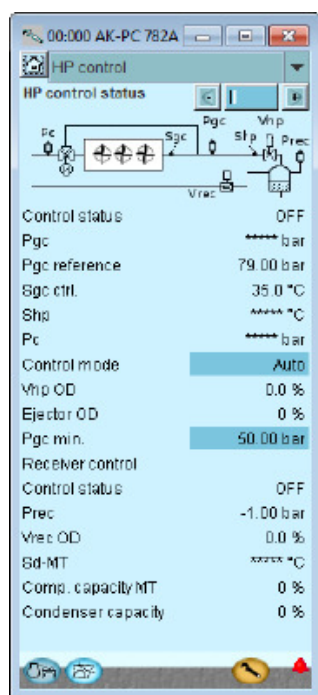 00:000 AK-PC 782A
HP control
HP control status
Pgc Vhp
Pc Sgc Shp Prec
Vrec
Control status OFF
Pgc ***** bar
Pgc reference 79.00 bar
Sgc ctrl. 35.0 °C
Shp ***** °C
Pc ***** bar
Control mode Auto
Vhp OD 0.0 %
Ejector OD 0 %
Pgc min. 50.00 bar
Receiver control
Control status OFF
Prec -1.00 bar
Vrec OD 0.0 %
Sd-MT ***** °C
Comp. capacity MT 0 %
Condenser capacity 0 %